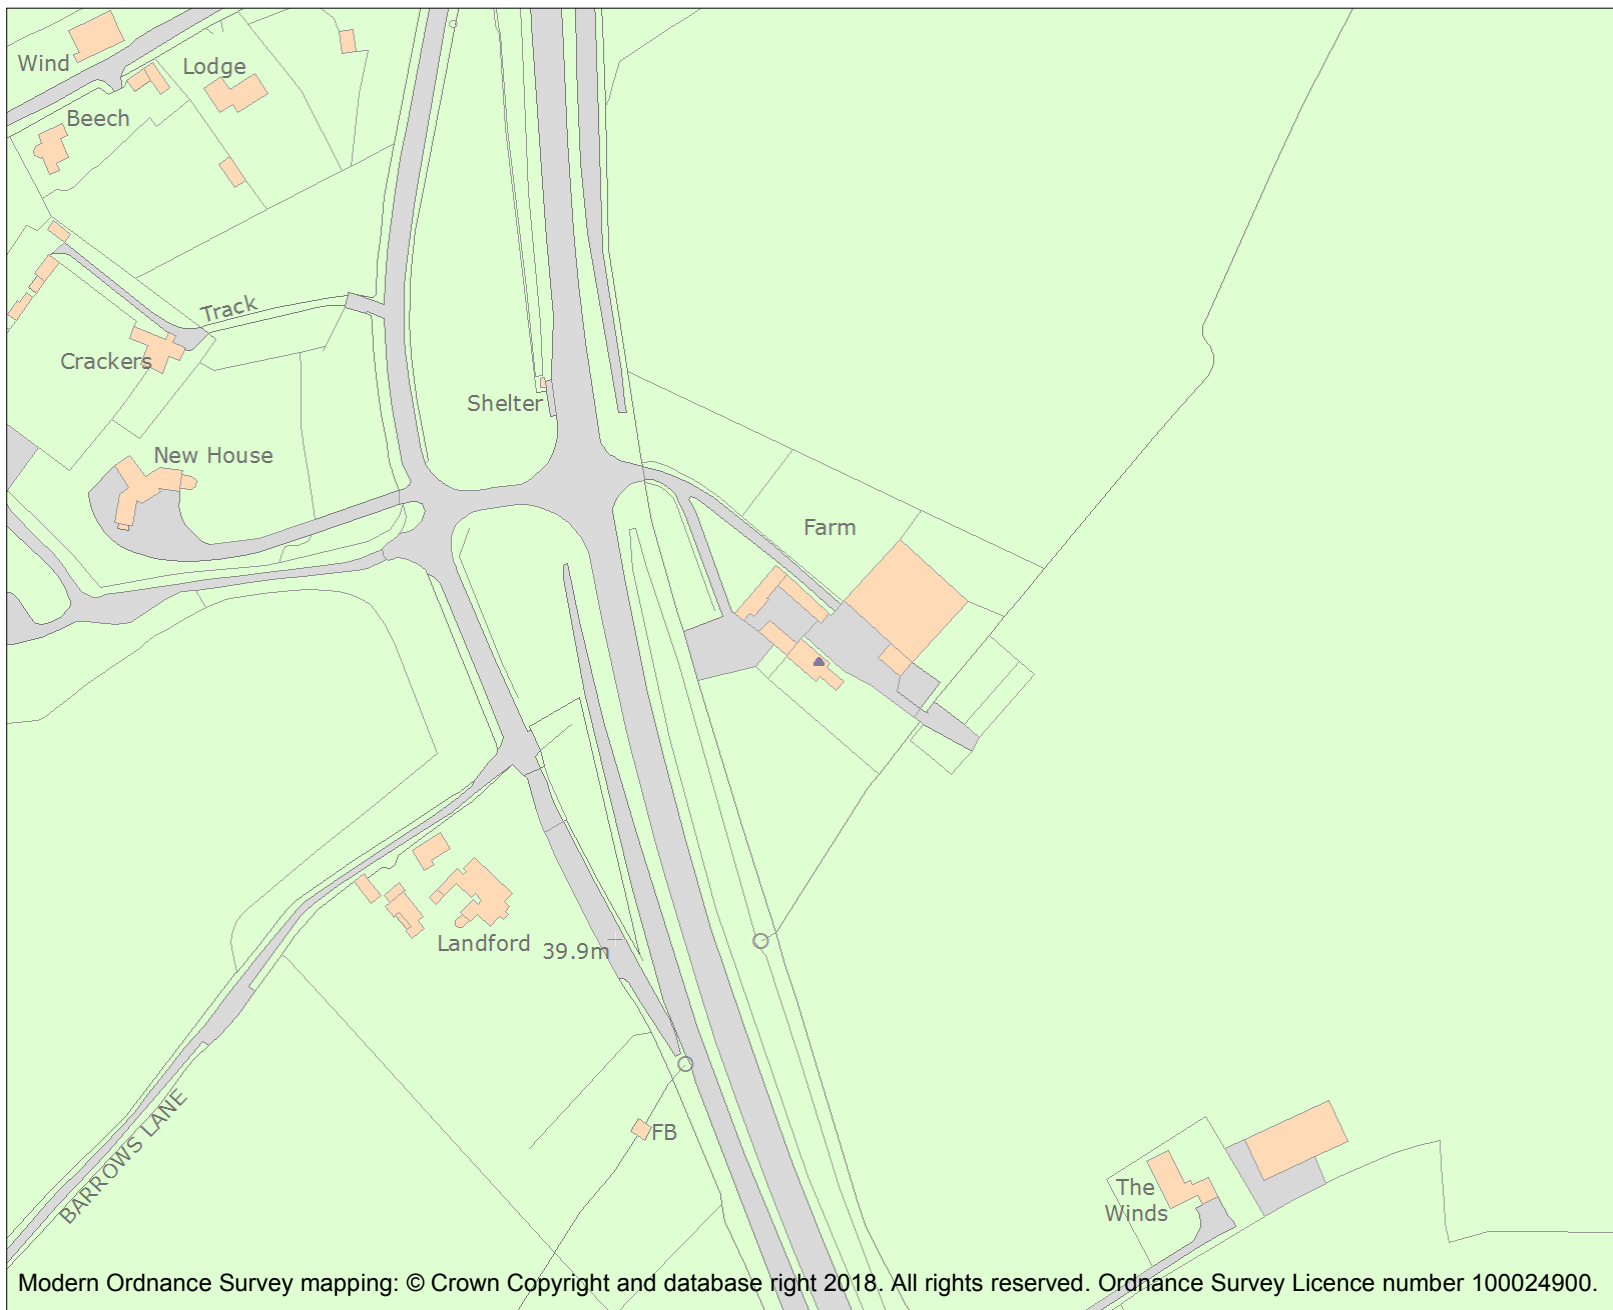 Wind
Lodge
Beech
Track
Crackers
Shelter
New House
Farm
Landford
39.9m
BARROWS LANE
FB
The
Winds
Modern Ordnance Survey mapping: © Crown Copyright and database right 2018. All rights reserved. Ordnance Survey Licence number 100024900.